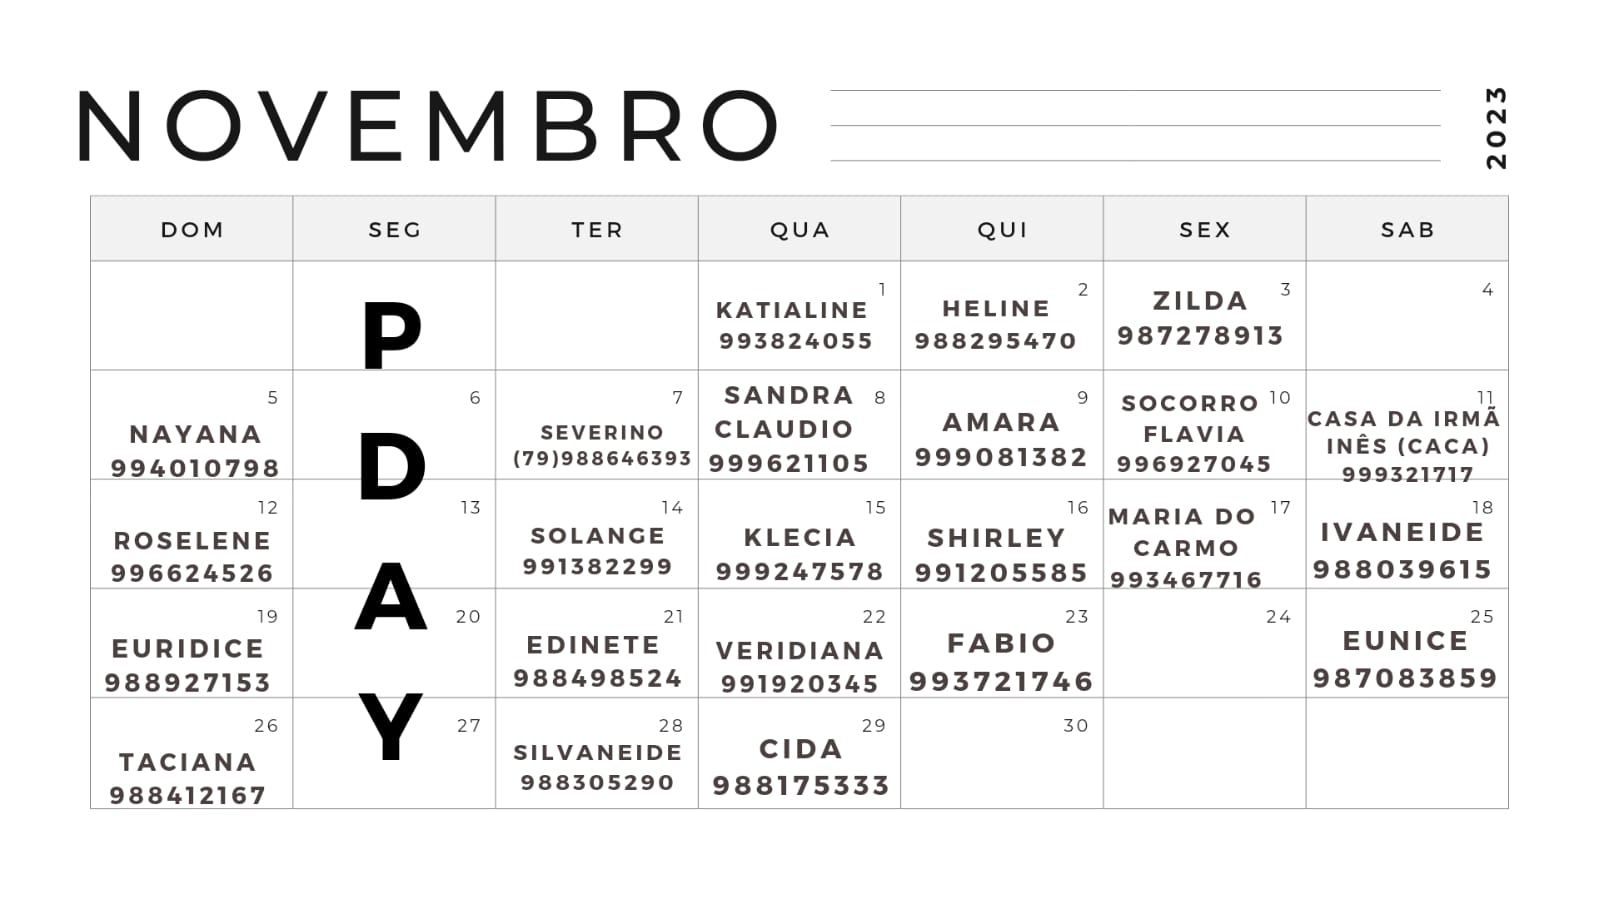 NOVEMBRO
2023
DOM SEG TER QUA QUI SEX SAB
1
KATIALINE
993824055
2
HELINE
988295470
3
ZILDA
987278913
4
5
NAYANA
994010798
6
7
SEVERINO
(79)988646393
8
SANDRA
CLAUDIO
999621105
9
AMARA
999081382
10
SOCORRO
FLAVIA
996927045
11
CASA DA IRMÃ
INÊS (CACA)
999321717
12
ROSELENE
996624526
13
14
SOLANGE
991382299
15
KLECIA
999247578
16
SHIRLEY
991205585
17
MARIA DO
CARMO
993467716
18
IVANEIDE
988039615
19
EURIDICE
988927153
20
21
EDINETE
988498524
22
VERIDIANA
991920345
23
FABIO
993721746
24
25
EUNICE
987083859
26
TACIANA
988412167
27
28
SILVANEIDE
988305290
29
CIDA
988175333
30
P
D
A
Y